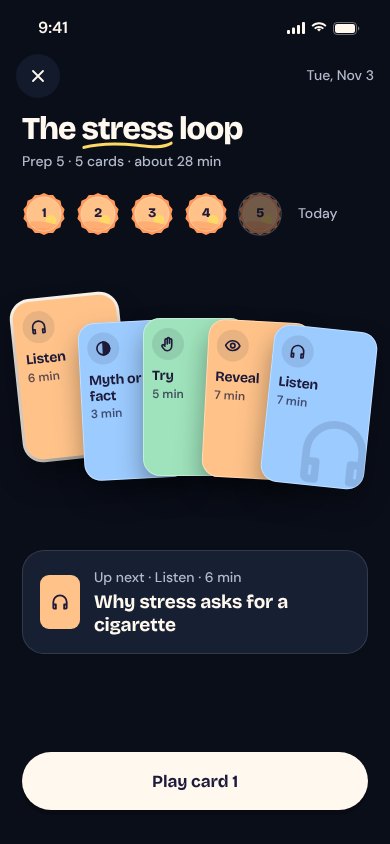 9:41
Tue, Nov 3
The stress loop
Prep 5 · 5 cards · about 28 min
1 2 3 4 5 Today
Listen
6 min
Myth or
fact
3 min
Try
5 min
Reveal
7 min
Listen
7 min
Up next · Listen · 6 min
Why stress asks for a
cigarette
Play card 1